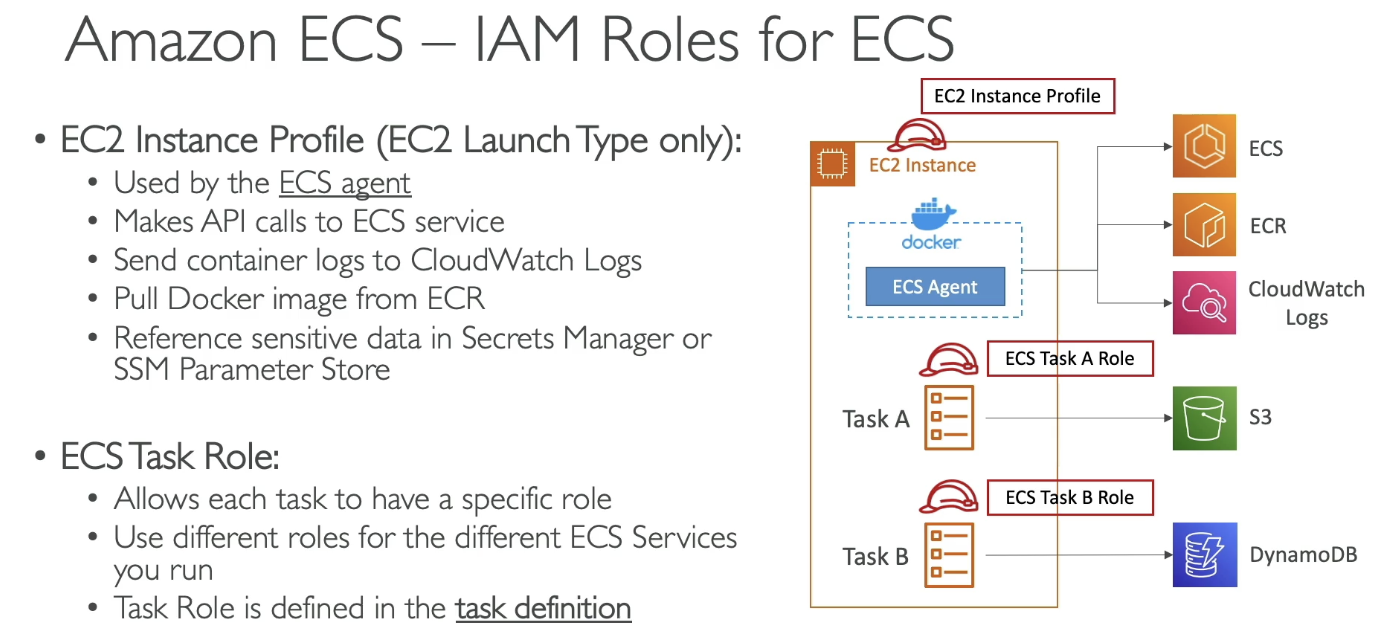 Amazon ECS – IAM Roles for ECS
• EC2 Instance Profile (EC2 Launch Type only):
• Used by the ECS agent
• Makes API calls to ECS service
• Send container logs to CloudWatch Logs
• Pull Docker image from ECR
• Reference sensitive data in Secrets Manager or
SSM Parameter Store
• ECS Task Role:
• Allows each task to have a specific role
• Use different roles for the different ECS Services
you run
• Task Role is defined in the task definition
EC2 Instance Profile
EC2 Instance
docker
ECS Agent
ECS
ECR
CloudWatch
Logs
ECS Task A Role
Task A
S3
ECS Task B Role
Task B
DynamoDB